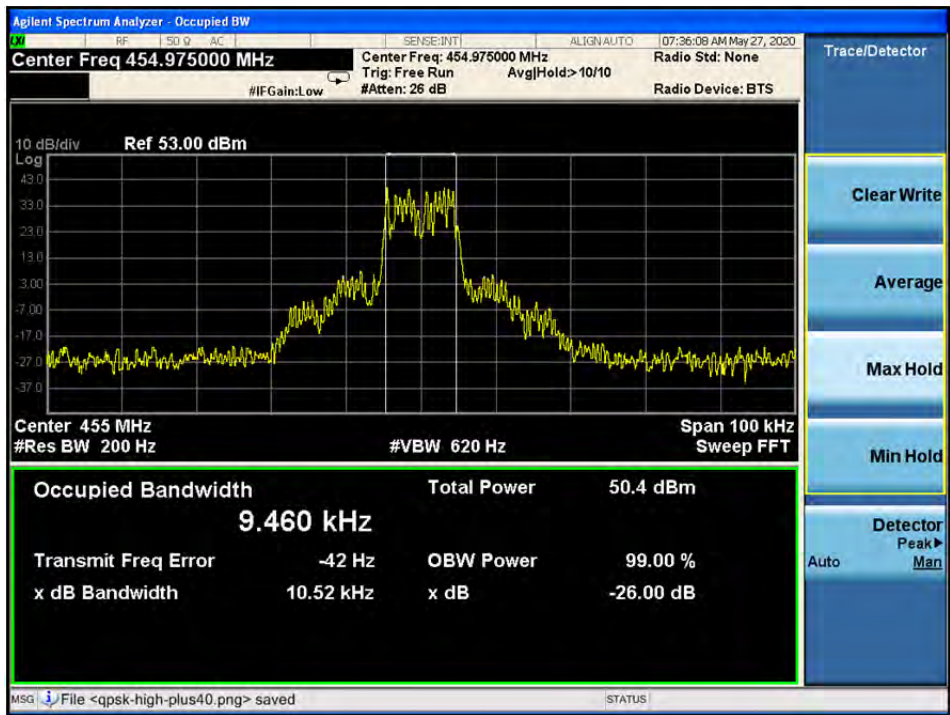 Agilent Spectrum Analyzer - Occupied BW
LXI RF 50 Ω AC SENSE:INT ALIGN AUTO 07:36:08 AM May 27, 2020
Center Freq 454.975000 MHz
Center Freq: 454.975000 MHz
Radio Std: None
Trig: Free Run Avg|Hold:> 10/10
#IFGain:Low
#Atten: 26 dB
Radio Device: BTS
Trace/Detector
10 dB/div Ref 53.00 dBm
Log
43.0
33.0
23.0
13.0
3.00
-7.00
-17.0
-27.0
-37.0
Center 455 MHz
Span 100 kHz
#Res BW 200 Hz
#VBW 620 Hz
Sweep FFT
Occupied Bandwidth
Total Power 50.4 dBm
9.460 kHz
Transmit Freq Error -42 Hz
OBW Power 99.00 %
x dB Bandwidth 10.52 kHz
x dB -26.00 dB
Clear Write
Average
Max Hold
Min Hold
Detector
Peak▶
Auto Man
MSG File <qpsk-high-plus40.png> saved
STATUS